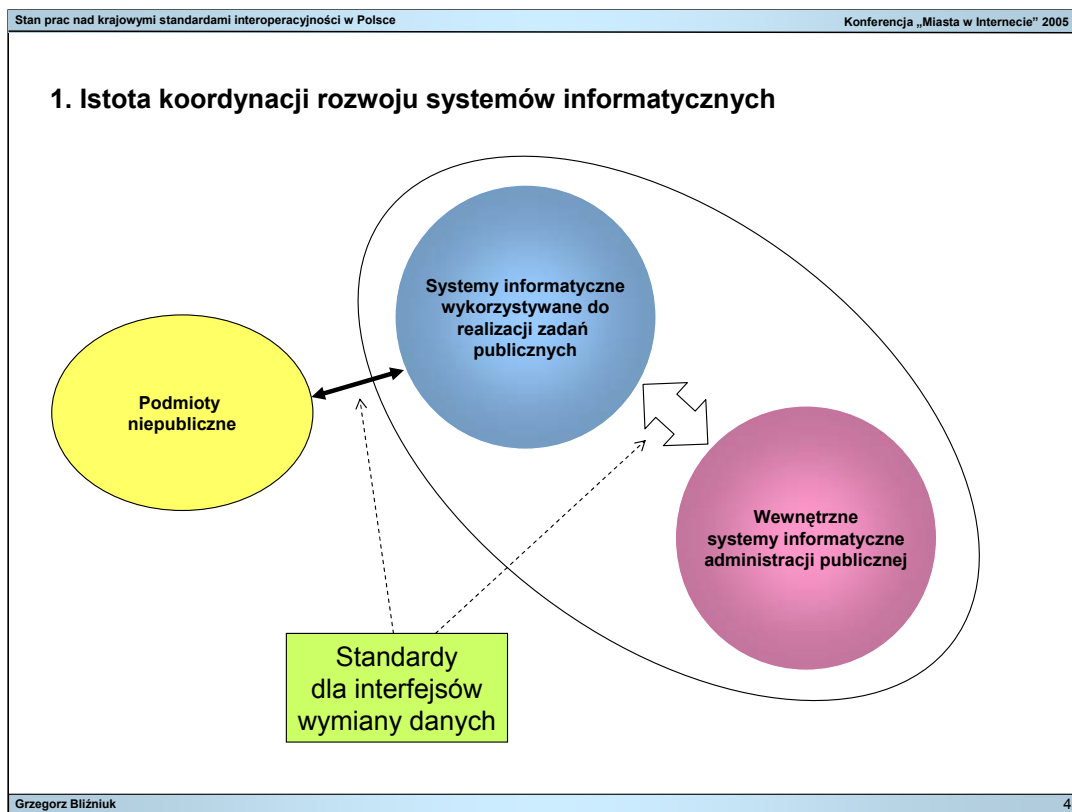 Stan prac nad krajowymi standardami interoperacyjności w Polsce
Konferencja „Miasta w Internecie” 2005
1. Istota koordynacji rozwoju systemów informatycznych
Systemy informatyczne
wykorzystywane do
realizacji zadań
publicznych
Podmioty
niepubliczne
Wewnętrzne
systemy informatyczne
administracji publicznej
Standardy
dla interfejsów
wymiany danych
Grzegorz Bliźniuk
4